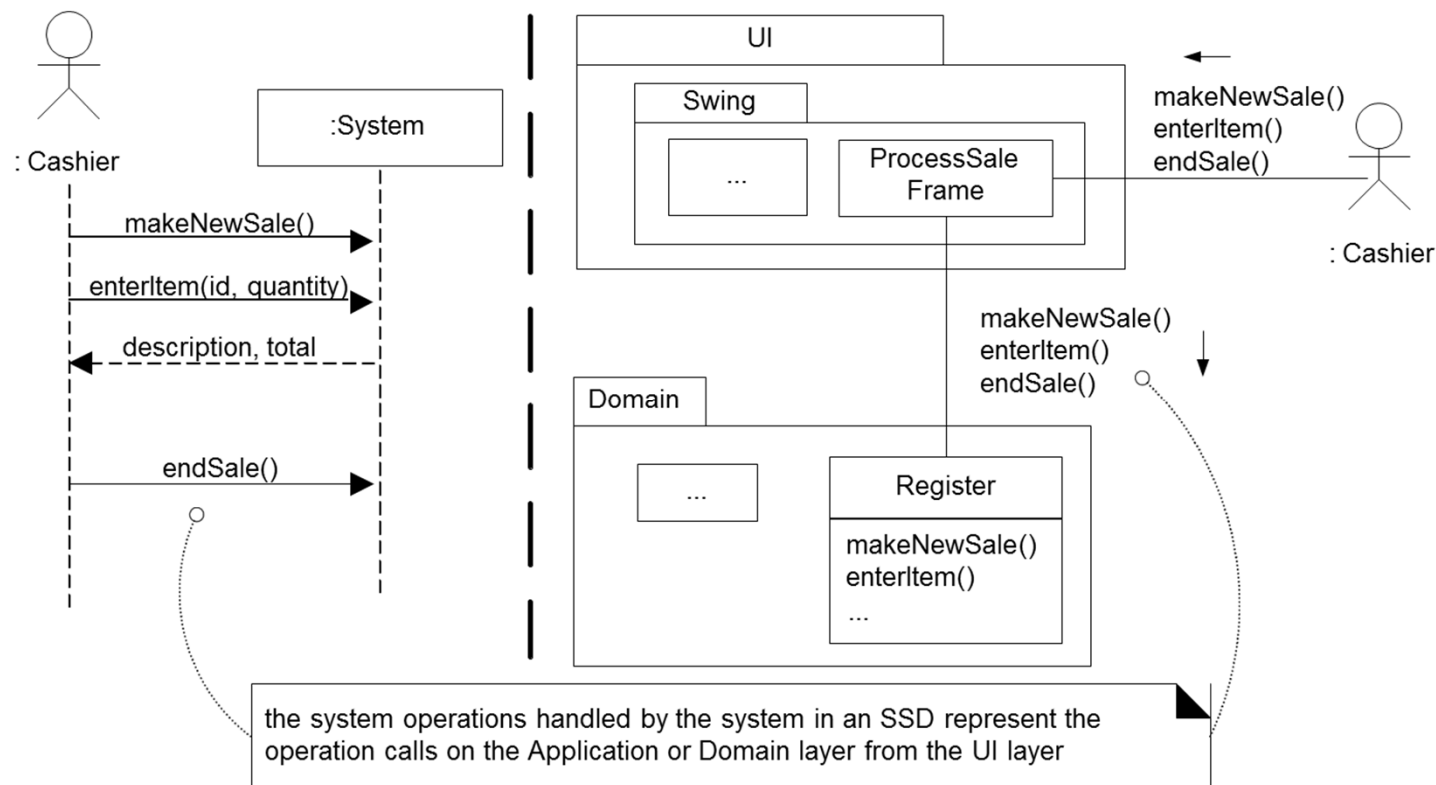 : Cashier
:System
makeNewSale()
enterItem(id, quantity)
description, total
endSale()
UI
Swing
...
ProcessSale
Frame
makeNewSale()
enterItem()
endSale()
: Cashier
makeNewSale()
enterItem()
endSale()
Domain
...
Register
makeNewSale()
enterItem()
...
the system operations handled by the system in an SSD represent the
operation calls on the Application or Domain layer from the UI layer